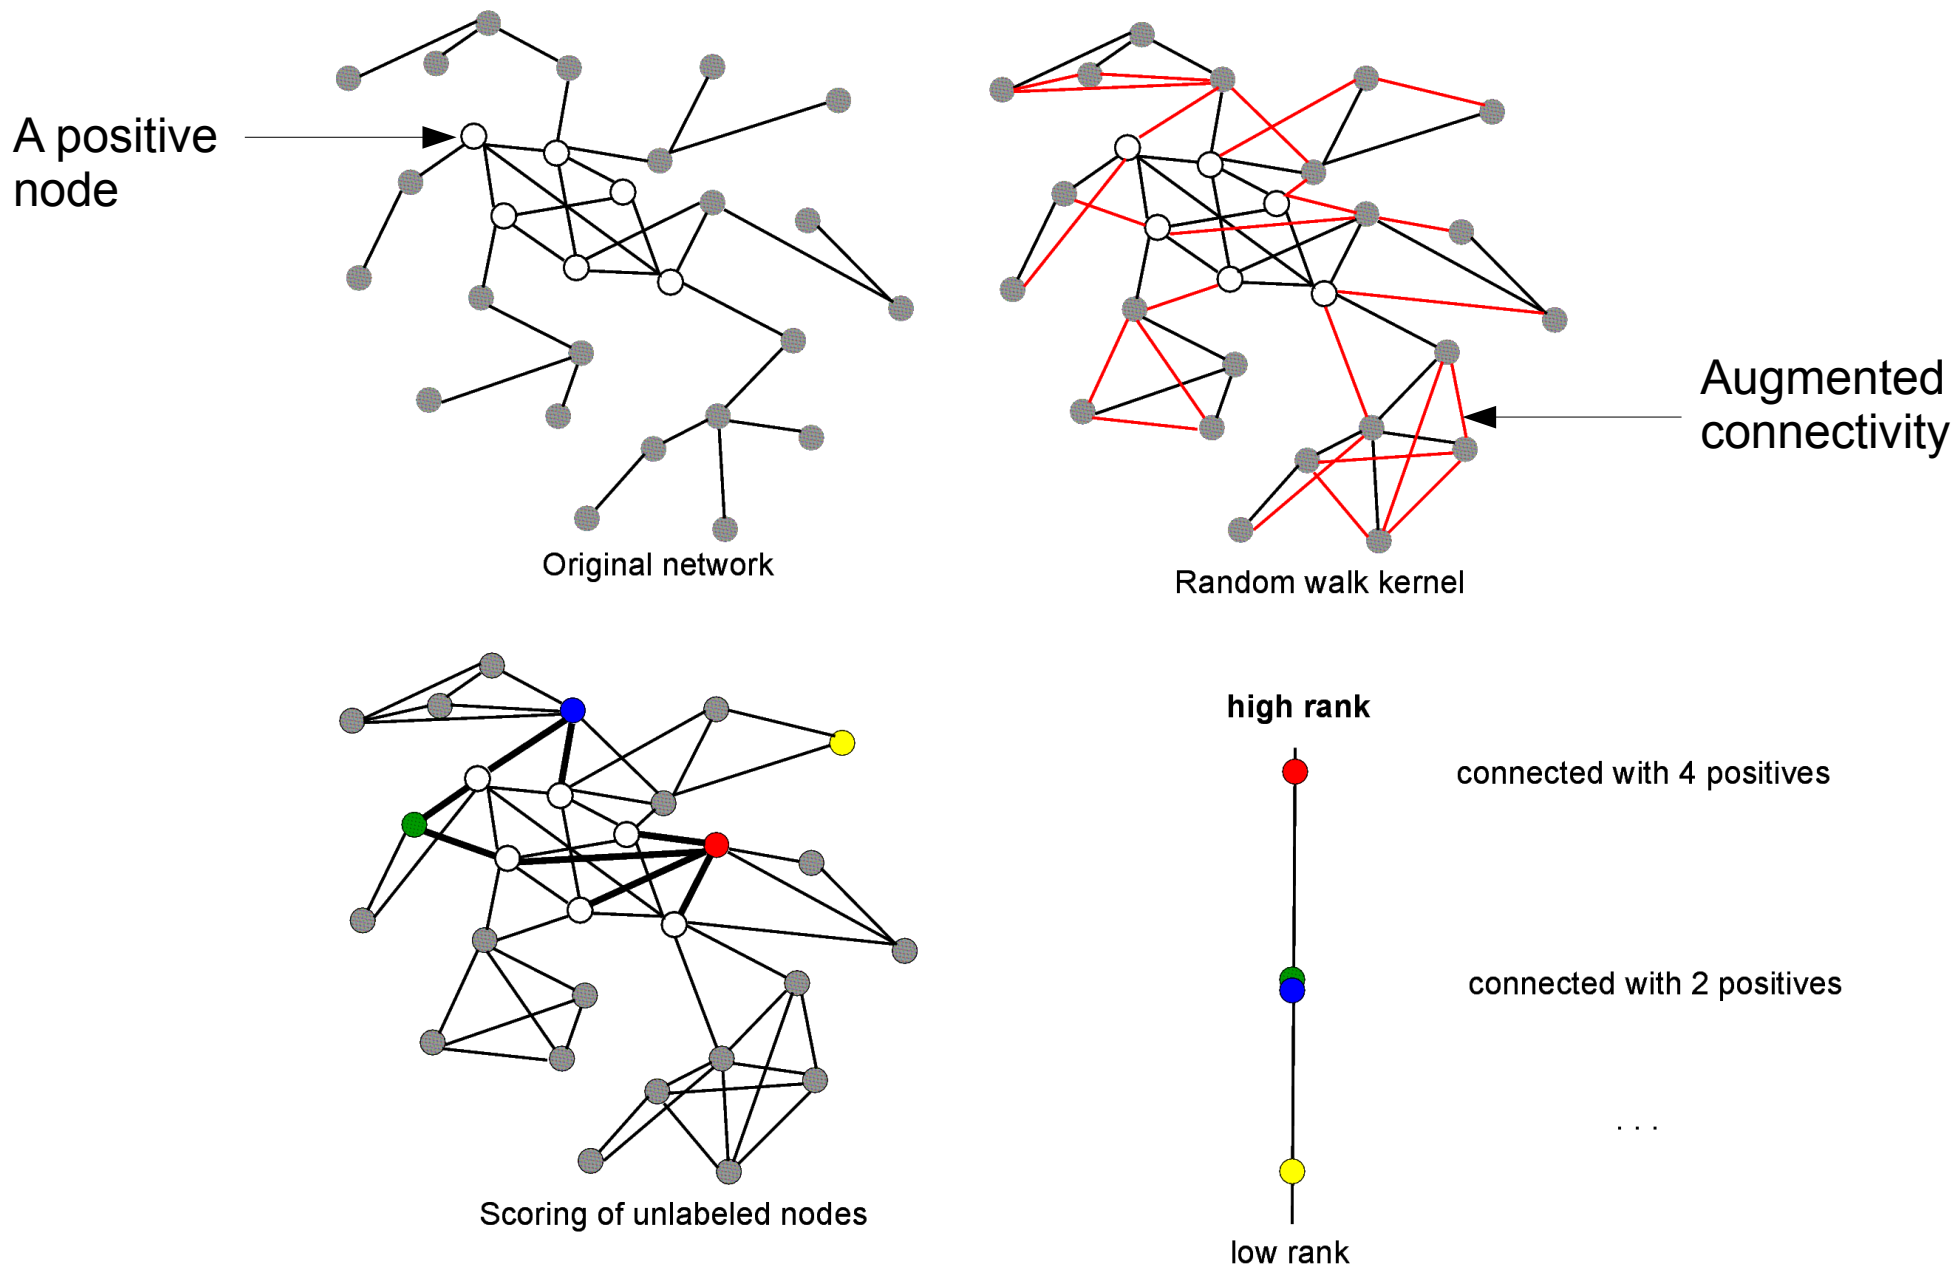 A positive
node
Augmented
connectivity
Original network
Random walk kernel
high rank
connected with 4 positives
connected with 2 positives
. . .
Scoring of unlabeled nodes
low rank